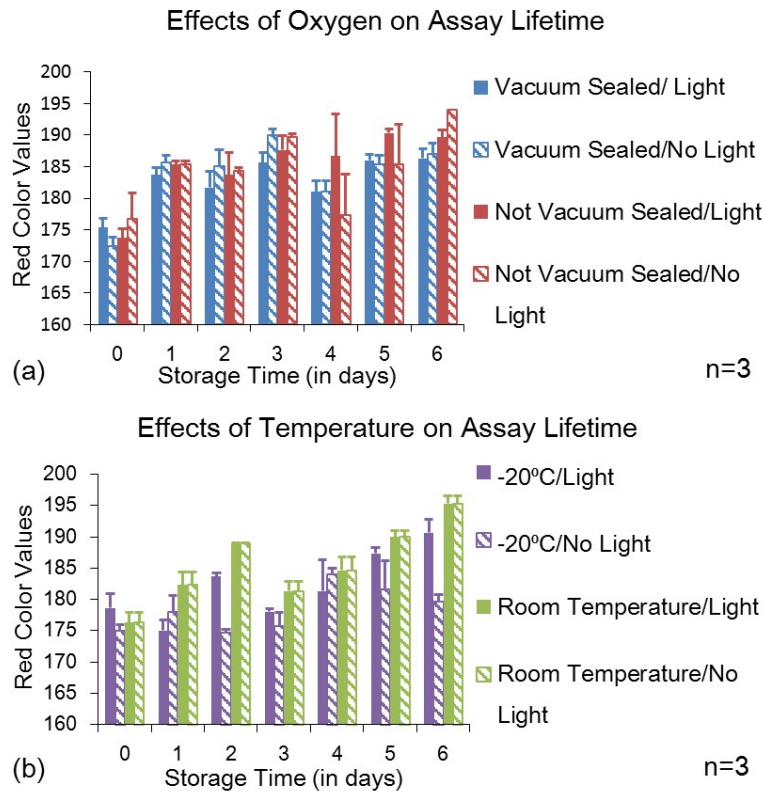 Effects of Oxygen on Assay Lifetime
200
195
190
185
180
175
170
165
160
Red Color Values
0 1 2 3 4 5 6
Storage Time (in days)
Vacuum Sealed/ Light
Vacuum Sealed/No Light
Not Vacuum Sealed/Light
Not Vacuum Sealed/No
Light
(a)
n=3
Effects of Temperature on Assay Lifetime
200
195
190
185
180
175
170
165
160
Red Color Values
0 1 2 3 4 5 6
Storage Time (in days)
-20ºC/Light
-20ºC/No Light
Room Temperature/Light
Room Temperature/No
Light
(b)
n=3